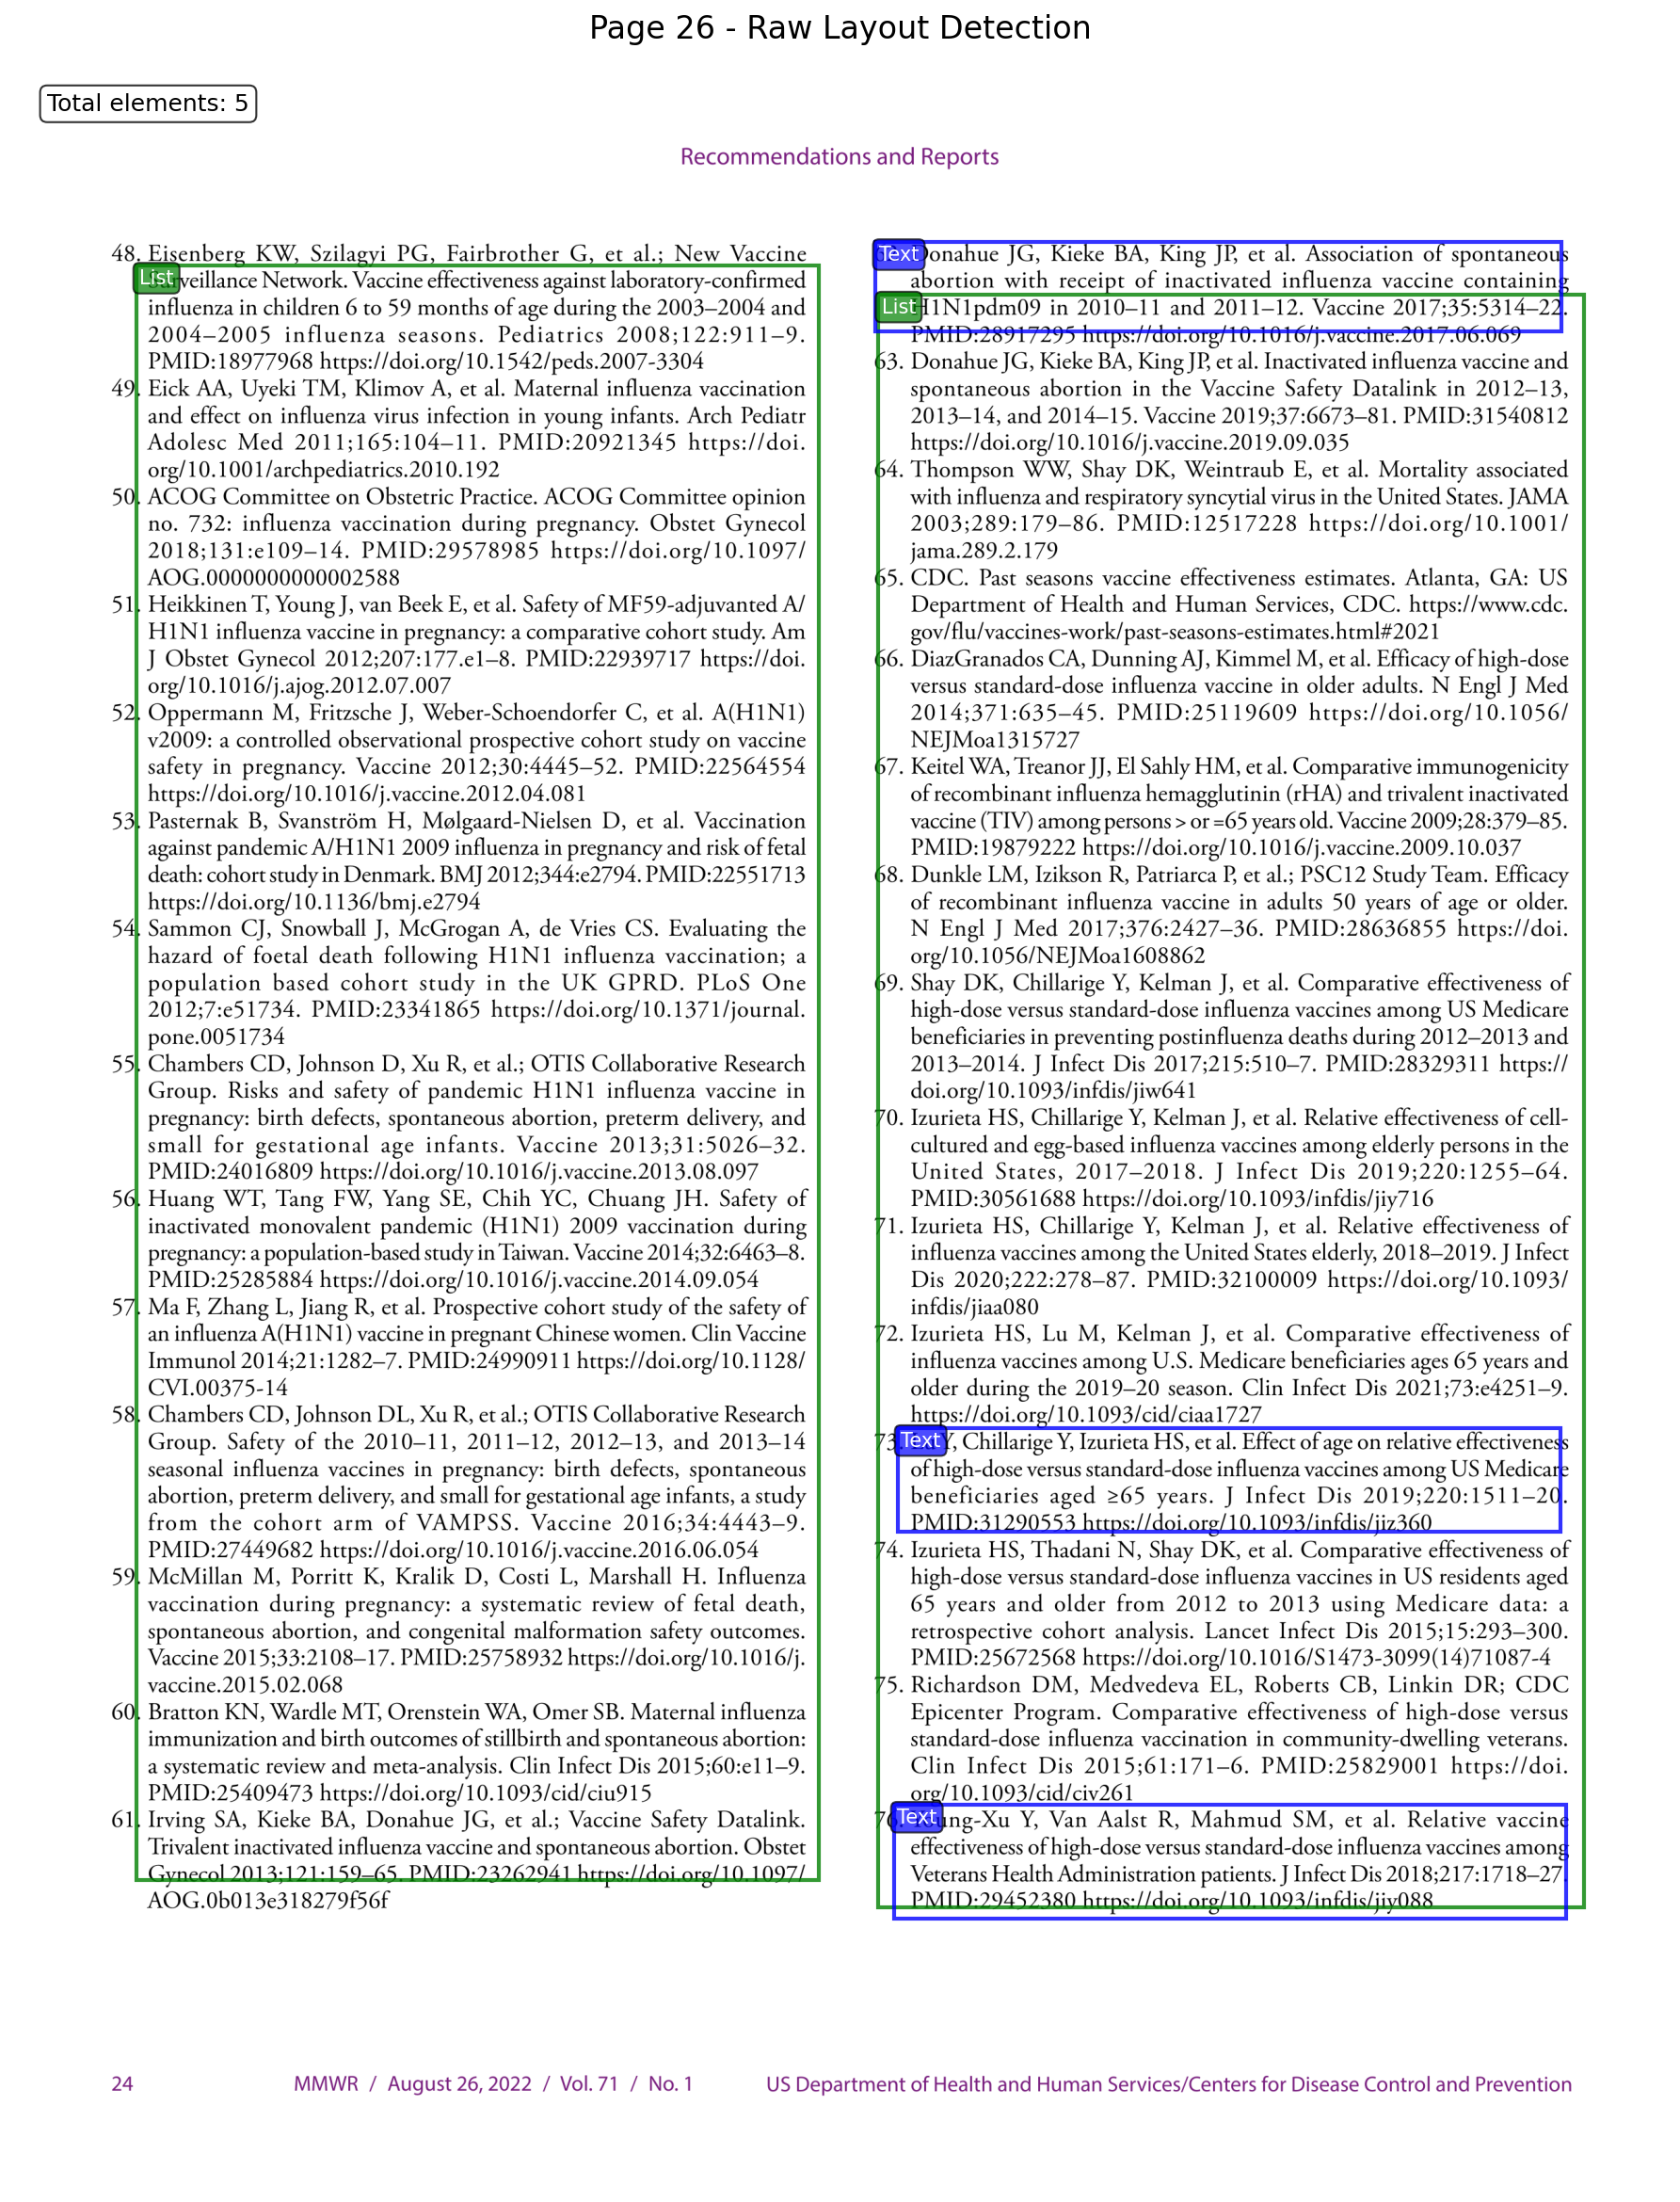 Page 26 - Raw Layout Detection
Total elements: 5
Recommendations and Reports
48. Eisenberg KW, Szilagyi PG, Fairbrother G, et al.; New Vaccine
List veillance Network. Vaccine effectiveness against laboratory-confirmed
influenza in children 6 to 59 months of age during the 2003–2004 and
2004–2005 influenza seasons. Pediatrics 2008;122:911–9.
PMID:18977968 https://doi.org/10.1542/peds.2007-3304
49. Eick AA, Uyeki TM, Klimov A, et al. Maternal influenza vaccination
and effect on influenza virus infection in young infants. Arch Pediatr
Adolesc Med 2011;165:104–11. PMID:20921345 https://doi.
org/10.1001/archpediatrics.2010.192
50. ACOG Committee on Obstetric Practice. ACOG Committee opinion
no. 732: influenza vaccination during pregnancy. Obstet Gynecol
2018;131:e109–14. PMID:29578985 https://doi.org/10.1097/
AOG.0000000000002588
51. Heikkinen T, Young J, van Beek E, et al. Safety of MF59-adjuvanted A/
H1N1 influenza vaccine in pregnancy: a comparative cohort study. Am
J Obstet Gynecol 2012;207:177.e1–8. PMID:22939717 https://doi.
org/10.1016/j.ajog.2012.07.007
52. Oppermann M, Fritzsche J, Weber-Schoendorfer C, et al. A(H1N1)
v2009: a controlled observational prospective cohort study on vaccine
safety in pregnancy. Vaccine 2012;30:4445–52. PMID:22564554
https://doi.org/10.1016/j.vaccine.2012.04.081
53. Pasternak B, Svanström H, Mølgaard-Nielsen D, et al. Vaccination
against pandemic A/H1N1 2009 influenza in pregnancy and risk of fetal
death: cohort study in Denmark. BMJ 2012;344:e2794. PMID:22551713
https://doi.org/10.1136/bmj.e2794
54. Sammon CJ, Snowball J, McGrogan A, de Vries CS. Evaluating the
hazard of foetal death following H1N1 influenza vaccination; a
population based cohort study in the UK GPRD. PLoS One
2012;7:e51734. PMID:23341865 https://doi.org/10.1371/journal.
pone.0051734
55. Chambers CD, Johnson D, Xu R, et al.; OTIS Collaborative Research
Group. Risks and safety of pandemic H1N1 influenza vaccine in
pregnancy: birth defects, spontaneous abortion, preterm delivery, and
small for gestational age infants. Vaccine 2013;31:5026–32.
PMID:24016809 https://doi.org/10.1016/j.vaccine.2013.08.097
56. Huang WT, Tang FW, Yang SE, Chih YC, Chuang JH. Safety of
inactivated monovalent pandemic (H1N1) 2009 vaccination during
pregnancy: a population-based study in Taiwan. Vaccine 2014;32:6463–8.
PMID:25285884 https://doi.org/10.1016/j.vaccine.2014.09.054
57. Ma F, Zhang L, Jiang R, et al. Prospective cohort study of the safety of
an influenza A(H1N1) vaccine in pregnant Chinese women. Clin Vaccine
Immunol 2014;21:1282–7. PMID:24990911 https://doi.org/10.1128/
CVI.00375-14
58. Chambers CD, Johnson DL, Xu R, et al.; OTIS Collaborative Research
Group. Safety of the 2010–11, 2011–12, 2012–13, and 2013–14
seasonal influenza vaccines in pregnancy: birth defects, spontaneous
abortion, preterm delivery, and small for gestational age infants, a study
from the cohort arm of VAMPSS. Vaccine 2016;34:4443–9.
PMID:27449682 https://doi.org/10.1016/j.vaccine.2016.06.054
59. McMillan M, Porritt K, Kralik D, Costi L, Marshall H. Influenza
vaccination during pregnancy: a systematic review of fetal death,
spontaneous abortion, and congenital malformation safety outcomes.
Vaccine 2015;33:2108–17. PMID:25758932 https://doi.org/10.1016/j.
vaccine.2015.02.068
60. Bratton KN, Wardle MT, Orenstein WA, Omer SB. Maternal influenza
immunization and birth outcomes of stillbirth and spontaneous abortion:
a systematic review and meta-analysis. Clin Infect Dis 2015;60:e11–9.
PMID:25409473 https://doi.org/10.1093/cid/ciu915
61. Irving SA, Kieke BA, Donahue JG, et al.; Vaccine Safety Datalink.
Trivalent inactivated influenza vaccine and spontaneous abortion. Obstet
Gynecol 2013;121:159–65. PMID:23262941 https://doi.org/10.1097/
AOG.0b013e318279f56f
Text Donahue JG, Kieke BA, King JP, et al. Association of spontaneous
abortion with receipt of inactivated influenza vaccine containing
List H1N1pdm09 in 2010–11 and 2011–12. Vaccine 2017;35:5314–22.
PMID:28917295 https://doi.org/10.1016/j.vaccine.2017.06.069
63. Donahue JG, Kieke BA, King JP, et al. Inactivated influenza vaccine and
spontaneous abortion in the Vaccine Safety Datalink in 2012–13,
2013–14, and 2014–15. Vaccine 2019;37:6673–81. PMID:31540812
https://doi.org/10.1016/j.vaccine.2019.09.035
64. Thompson WW, Shay DK, Weintraub E, et al. Mortality associated
with influenza and respiratory syncytial virus in the United States. JAMA
2003;289:179–86. PMID:12517228 https://doi.org/10.1001/
jama.289.2.179
65. CDC. Past seasons vaccine effectiveness estimates. Atlanta, GA: US
Department of Health and Human Services, CDC. https://www.cdc.
gov/flu/vaccines-work/past-seasons-estimates.html#2021
66. DiazGranados CA, Dunning AJ, Kimmel M, et al. Efficacy of high-dose
versus standard-dose influenza vaccine in older adults. N Engl J Med
2014;371:635–45. PMID:25119609 https://doi.org/10.1056/
NEJMoa1315727
67. Keitel WA, Treanor JJ, El Sahly HM, et al. Comparative immunogenicity
of recombinant influenza hemagglutinin (rHA) and trivalent inactivated
vaccine (TIV) among persons > or =65 years old. Vaccine 2009;28:379–85.
PMID:19879222 https://doi.org/10.1016/j.vaccine.2009.10.037
68. Dunkle LM, Izikson R, Patriarca P, et al.; PSC12 Study Team. Efficacy
of recombinant influenza vaccine in adults 50 years of age or older.
N Engl J Med 2017;376:2427–36. PMID:28636855 https://doi.
org/10.1056/NEJMoa1608862
69. Shay DK, Chillarige Y, Kelman J, et al. Comparative effectiveness of
high-dose versus standard-dose influenza vaccines among US Medicare
beneficiaries in preventing postinfluenza deaths during 2012–2013 and
2013–2014. J Infect Dis 2017;215:510–7. PMID:28329311 https://
doi.org/10.1093/infdis/jiw641
70. Izurieta HS, Chillarige Y, Kelman J, et al. Relative effectiveness of cell-
cultured and egg-based influenza vaccines among elderly persons in the
United States, 2017–2018. J Infect Dis 2019;220:1255–64.
PMID:30561688 https://doi.org/10.1093/infdis/jiy716
71. Izurieta HS, Chillarige Y, Kelman J, et al. Relative effectiveness of
influenza vaccines among the United States elderly, 2018–2019. J Infect
Dis 2020;222:278–87. PMID:32100009 https://doi.org/10.1093/
infdis/jiaa080
72. Izurieta HS, Lu M, Kelman J, et al. Comparative effectiveness of
influenza vaccines among U.S. Medicare beneficiaries ages 65 years and
older during the 2019–20 season. Clin Infect Dis 2021;73:e4251–9.
https://doi.org/10.1093/cid/ciaa1727
73. Text Y, Chillarige Y, Izurieta HS, et al. Effect of age on relative effectiveness
of high-dose versus standard-dose influenza vaccines among US Medicare
beneficiaries aged ≥65 years. J Infect Dis 2019;220:1511–20.
PMID:31290553 https://doi.org/10.1093/infdis/jiz360
74. Izurieta HS, Thadani N, Shay DK, et al. Comparative effectiveness of
high-dose versus standard-dose influenza vaccines in US residents aged
65 years and older from 2012 to 2013 using Medicare data: a
retrospective cohort analysis. Lancet Infect Dis 2015;15:293–300.
PMID:25672568 https://doi.org/10.1016/S1473-3099(14)71087-4
75. Richardson DM, Medvedeva EL, Roberts CB, Linkin DR; CDC
Epicenter Program. Comparative effectiveness of high-dose versus
standard-dose influenza vaccination in community-dwelling veterans.
Clin Infect Dis 2015;61:171–6. PMID:25829001 https://doi.
org/10.1093/cid/civ261
Text ung-Xu Y, Van Aalst R, Mahmud SM, et al. Relative vaccine
effectiveness of high-dose versus standard-dose influenza vaccines among
Veterans Health Administration patients. J Infect Dis 2018;217:1718–27.
PMID:29452380 https://doi.org/10.1093/infdis/jiy088
24 MMWR / August 26, 2022 / Vol. 71 / No. 1 US Department of Health and Human Services/Centers for Disease Control and Prevention